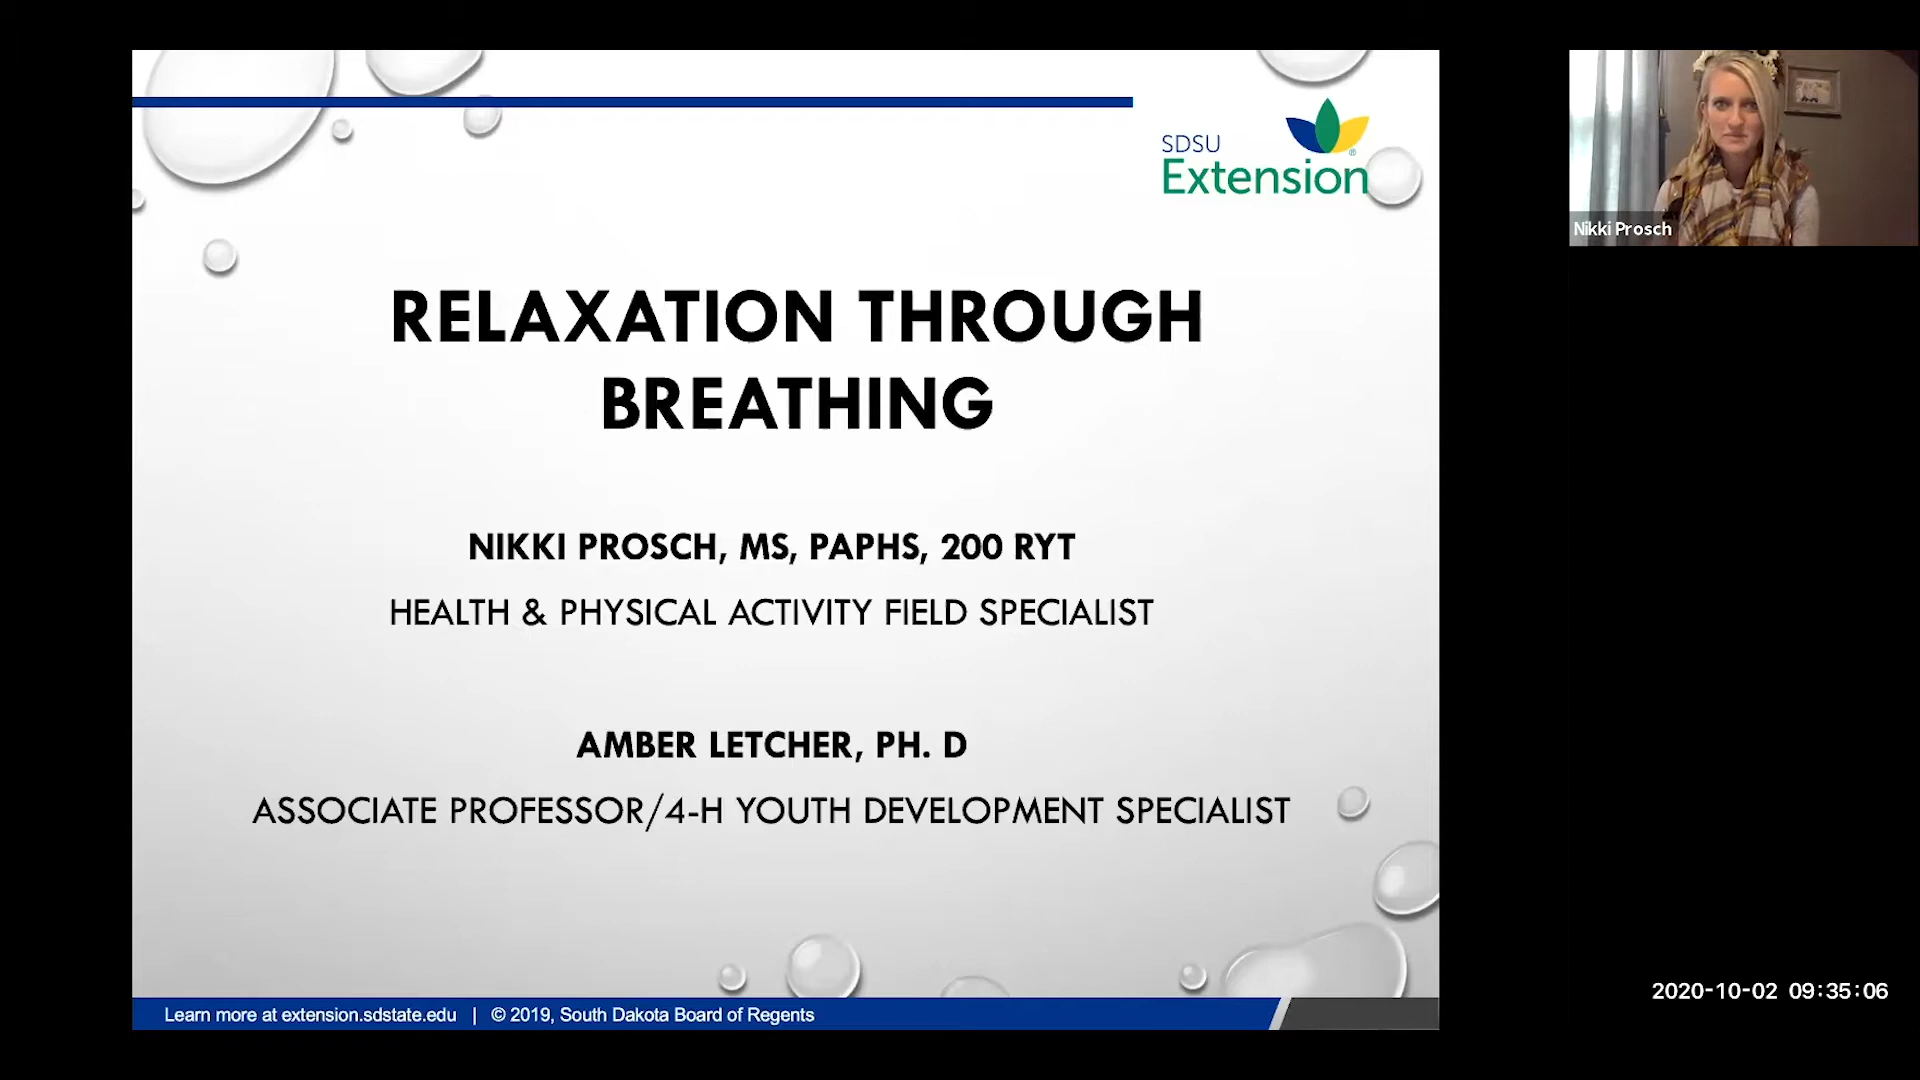 SDSU
Extension
RELAXATION THROUGH
BREATHING
NIKKI PROSCH, MS, PAPHS, 200 RYT
HEALTH & PHYSICAL ACTIVITY FIELD SPECIALIST
AMBER LETCHER, PH. D
ASSOCIATE PROFESSOR/4-H YOUTH DEVELOPMENT SPECIALIST
Learn more at extension.sdstate.edu | © 2019, South Dakota Board of Regents
Nikki Prosch
2020-10-02 09:35:06